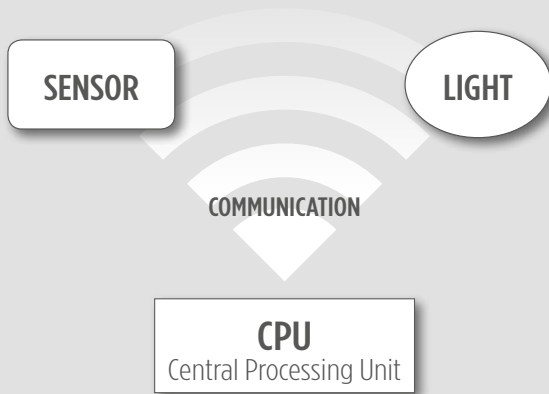 SENSOR
LIGHT
COMMUNICATION
CPU
Central Processing Unit